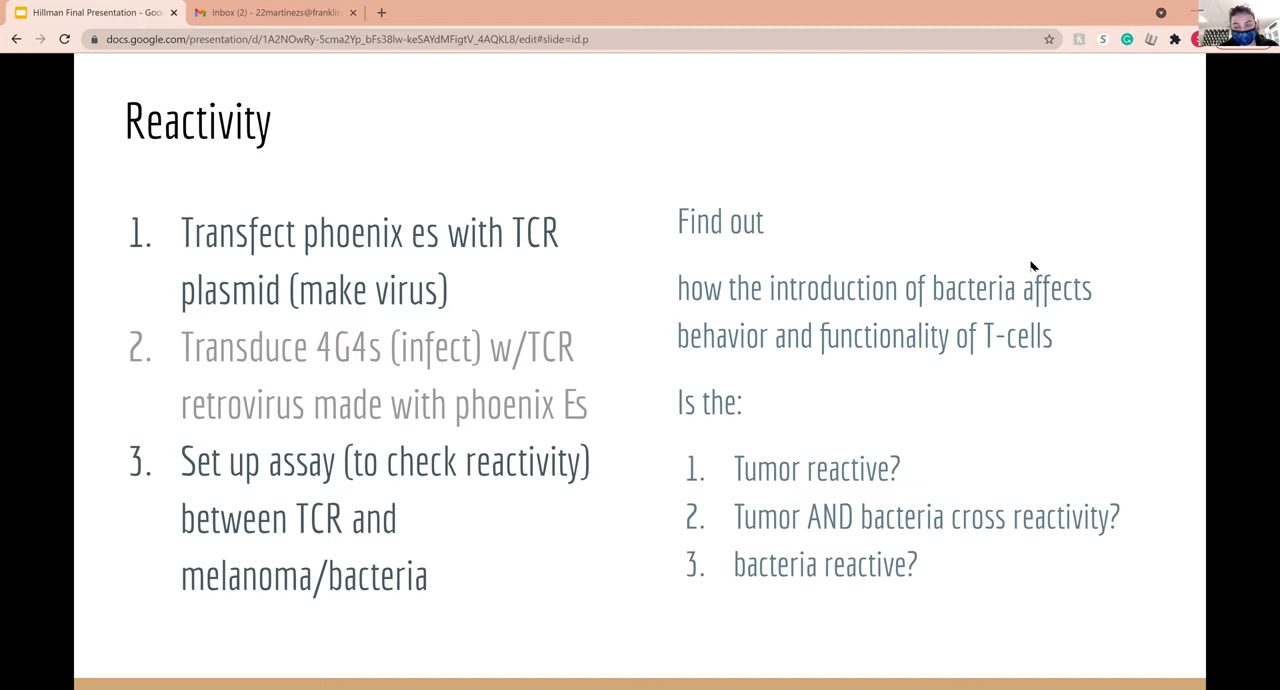 Hillman Final Presentation - Goo
Inbox (2) - 22martinezs@franklin
docs.google.com/presentation/d/1A2NOwRy-5cma2Yp_bFs38lw-keSAYdMFigtV_4AQKL8/edit#slide=id.p
Reactivity
1. Transfect phoenix es with TCR
plasmid (make virus)
2. Transduce 4G4s (infect) w/TCR
retrovirus made with phoenix Es
3. Set up assay (to check reactivity)
between TCR and
melanoma/bacteria
Find out
how the introduction of bacteria affects
behavior and functionality of T-cells
Is the:
1. Tumor reactive?
2. Tumor AND bacteria cross reactivity?
3. bacteria reactive?